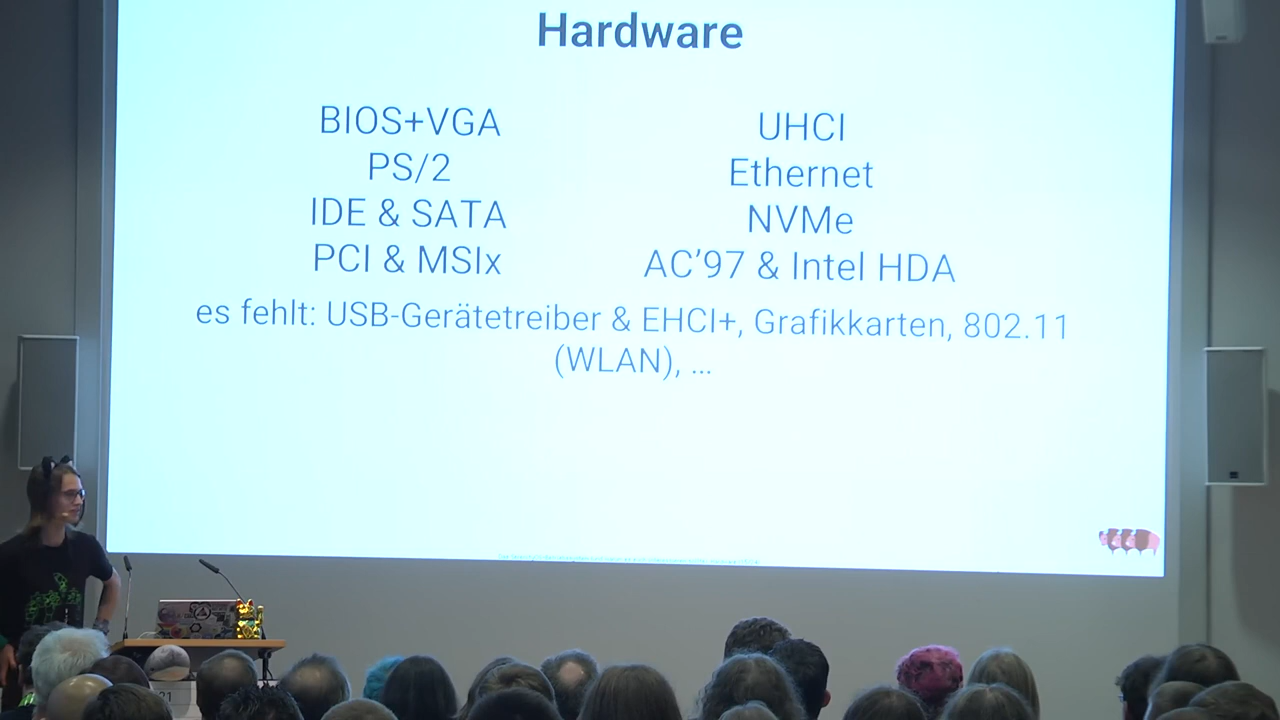 Hardware
BIOS+VGA
PS/2
IDE & SATA
PCI & MSIx
UHCI
Ethernet
NVMe
AC’97 & Intel HDA
es fehlt: USB-Gerätetreiber & EHCI+, Grafikkarten, 802.11
(WLAN), ...
21